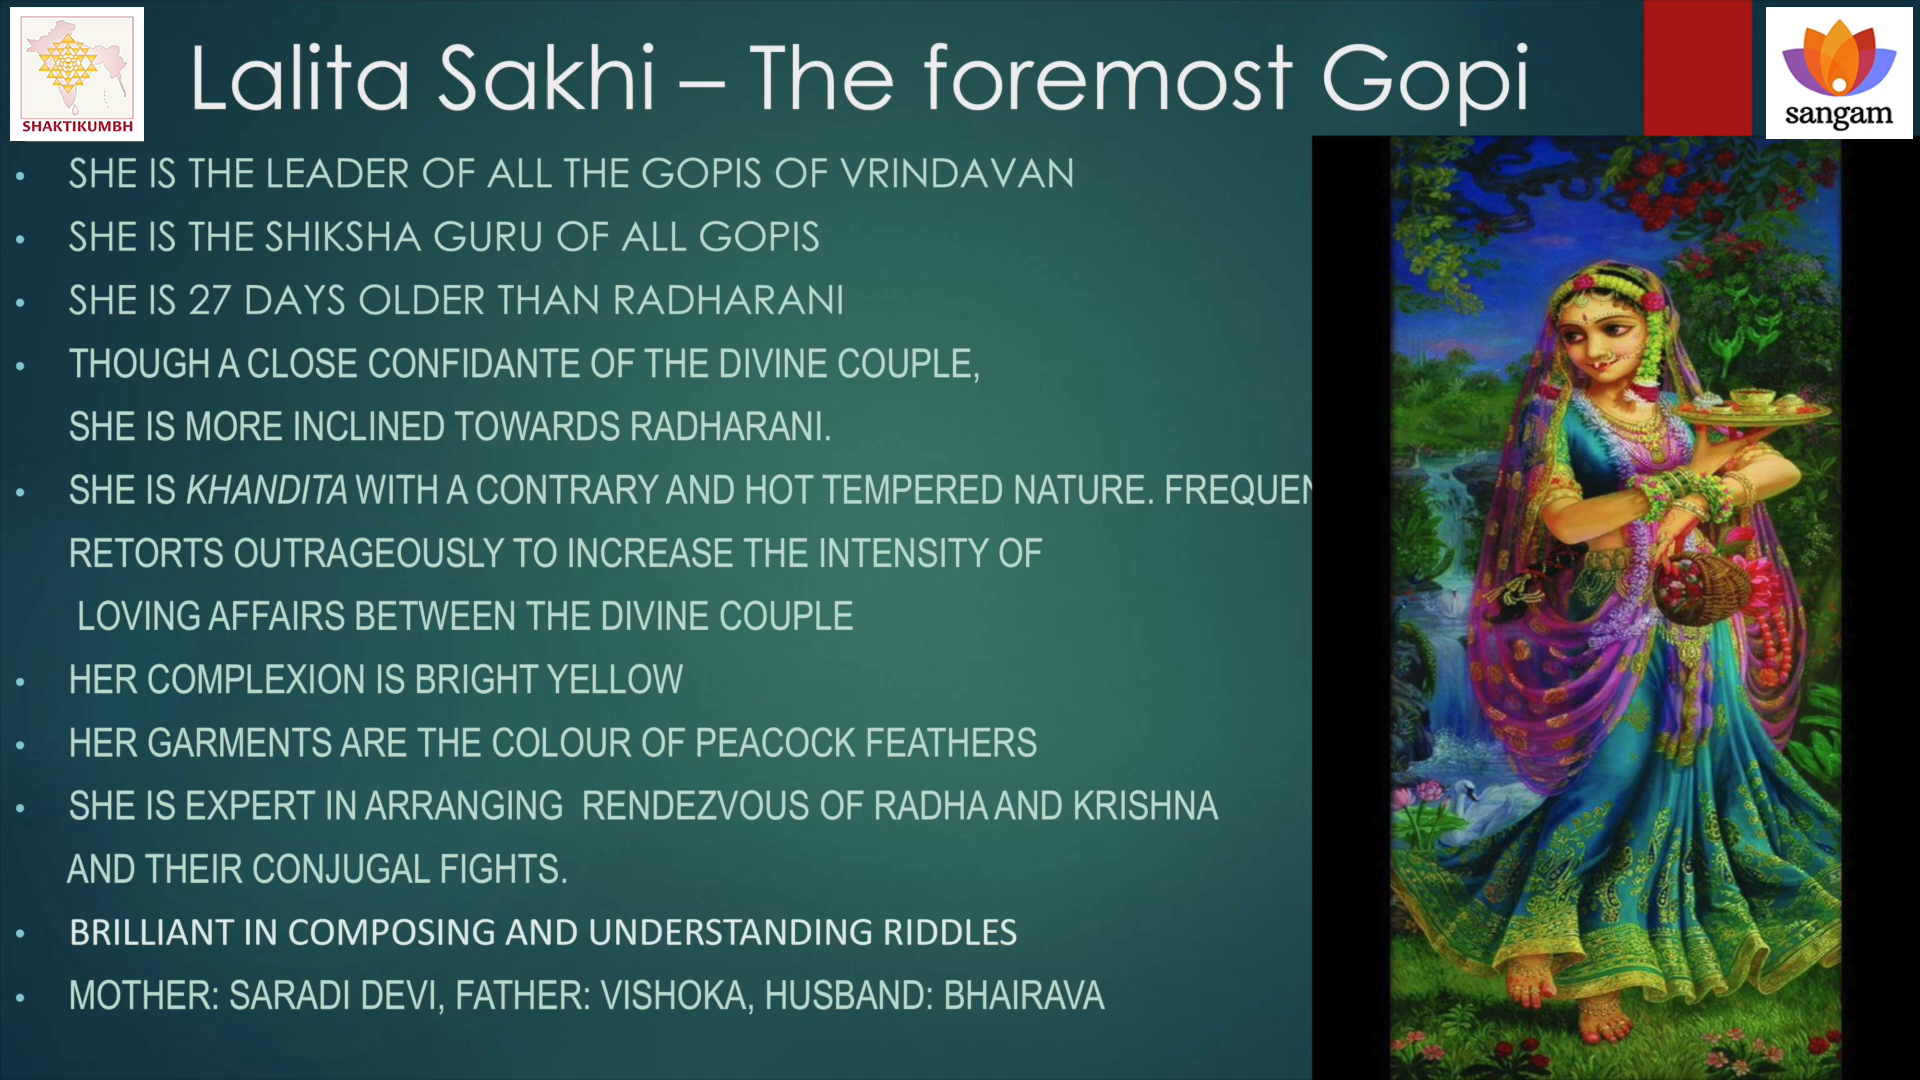 SHAKTIKUMBH
Lalita Sakhi – The foremost Gopi
sangam
• SHE IS THE LEADER OF ALL THE GOPIS OF VRINDAVAN
• SHE IS THE SHIKSHA GURU OF ALL GOPIS
• SHE IS 27 DAYS OLDER THAN RADHARANI
• THOUGH A CLOSE CONFIDANTE OF THE DIVINE COUPLE,
SHE IS MORE INCLINED TOWARDS RADHARANI.
• SHE IS KHANDITA WITH A CONTRARY AND HOT TEMPERED NATURE.
RETORTS OUTRAGEOUSLY TO INCREASE THE INTENSITY OF
LOVING AFFAIRS BETWEEN THE DIVINE COUPLE
• HER COMPLEXION IS BRIGHT YELLOW
• HER GARMENTS ARE THE COLOUR OF PEACOCK FEATHERS
• SHE IS EXPERT IN ARRANGING RENDEZVOUS OF RADHA AND KRISHNA
AND THEIR CONJUGAL FIGHTS.
• BRILLIANT IN COMPOSING AND UNDERSTANDING RIDDLES
• MOTHER: SARADI DEVI, FATHER: VISHOKA, HUSBAND: BHAIRAVA